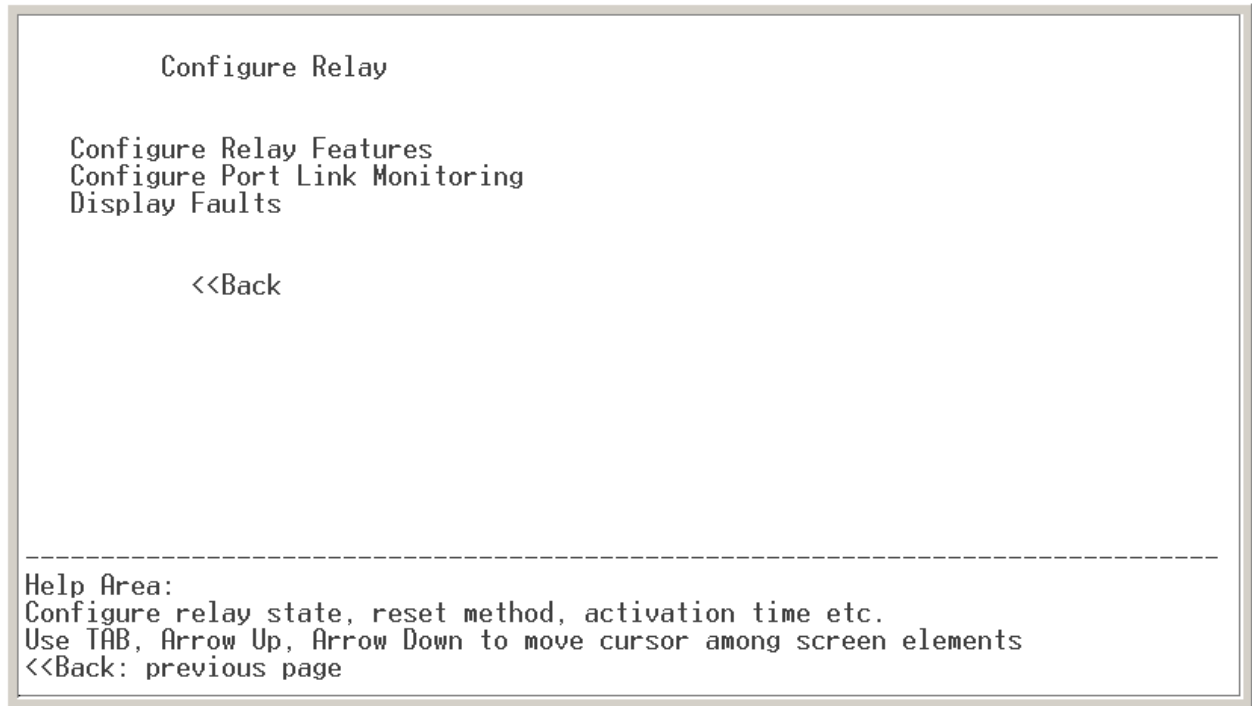 Configure Relay
Configure Relay Features
Configure Port Link Monitoring
Display Faults
<<Back
--------------------------------------------------------------------------------
Help Area:
Configure relay state, reset method, activation time etc.
Use TAB, Arrow Up, Arrow Down to move cursor among screen elements
<<Back: previous page